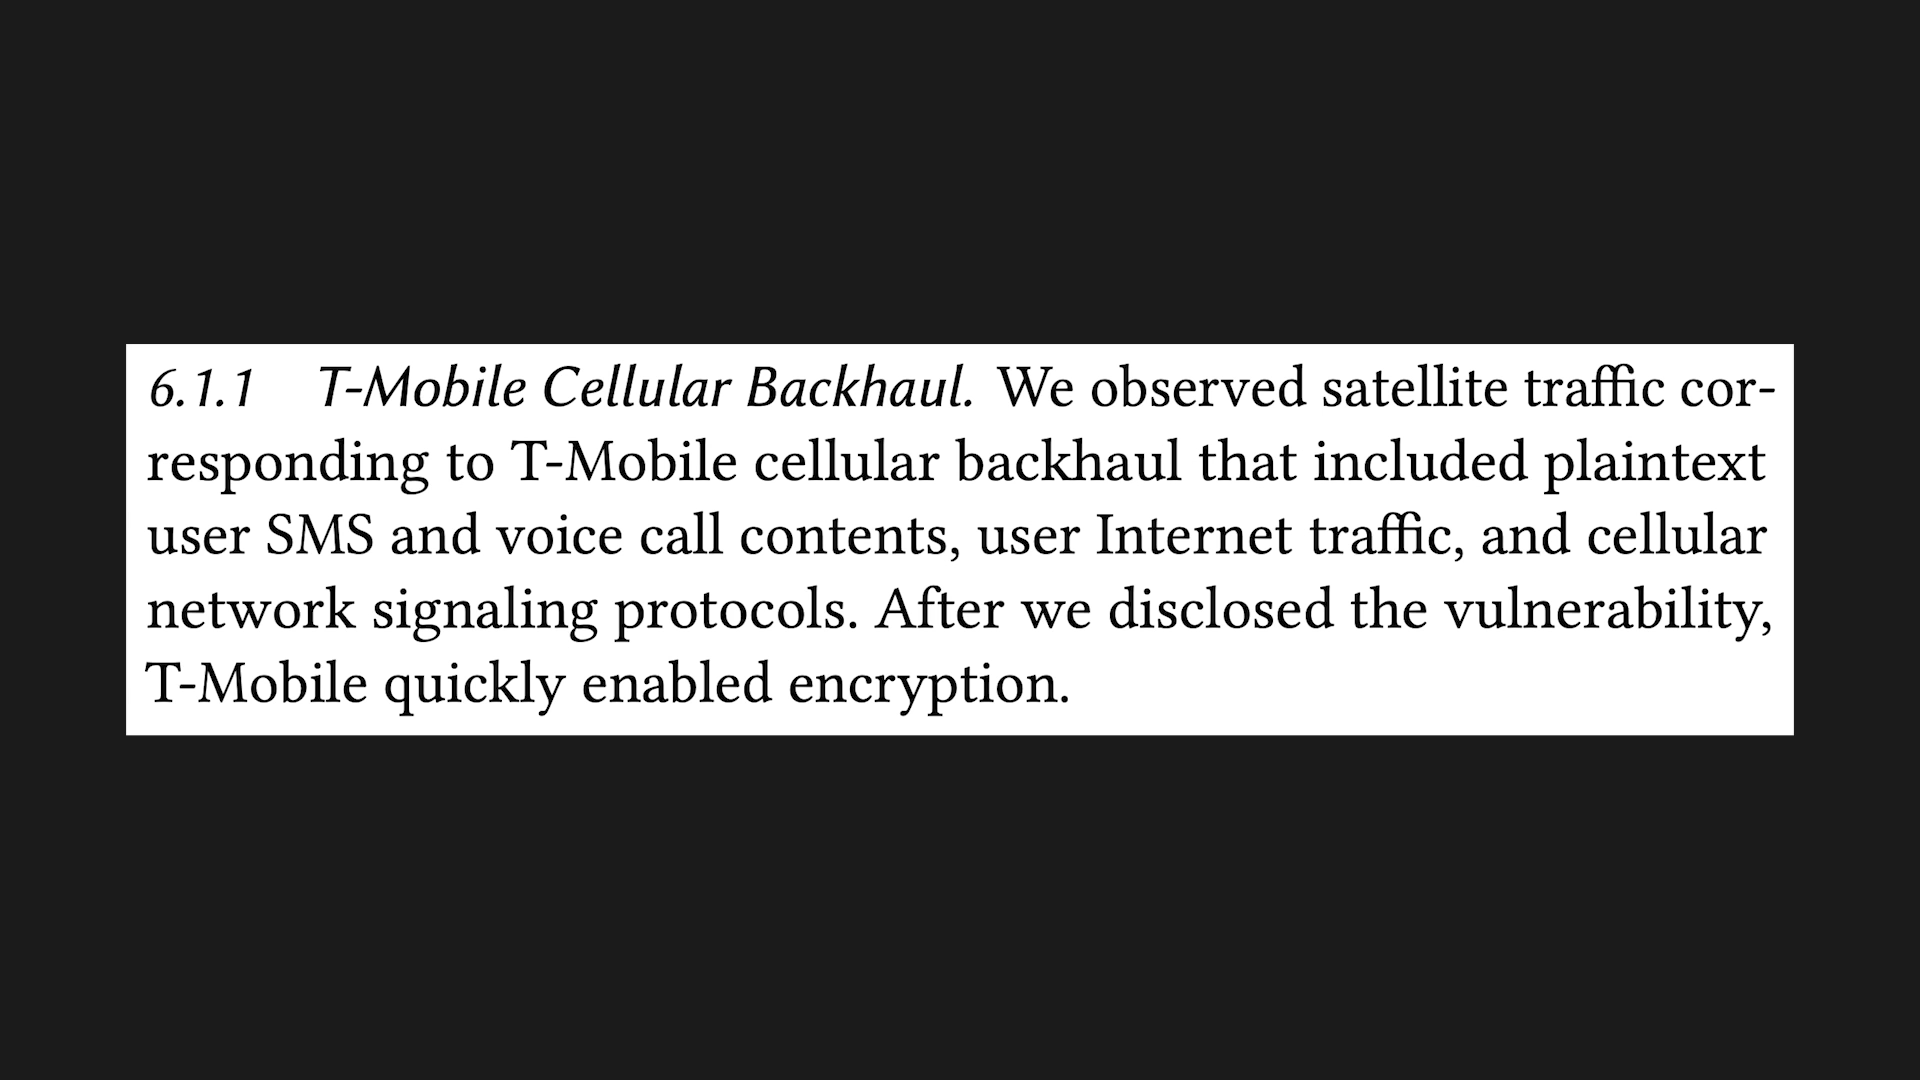 6.1.1 T-Mobile Cellular Backhaul. We observed satellite traffic cor-
responding to T-Mobile cellular backhaul that included plaintext
user SMS and voice call contents, user Internet traffic, and cellular
network signaling protocols. After we disclosed the vulnerability,
T-Mobile quickly enabled encryption.